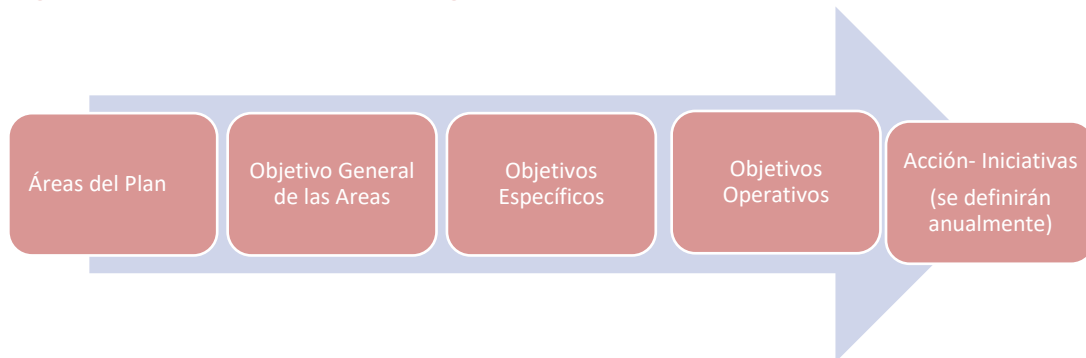 Áreas del Plan
Objetivo General
de las Areas
Objetivos
Específicos
Objetivos
Operativos
Acción- Iniciativas
(se definirán
anualmente)